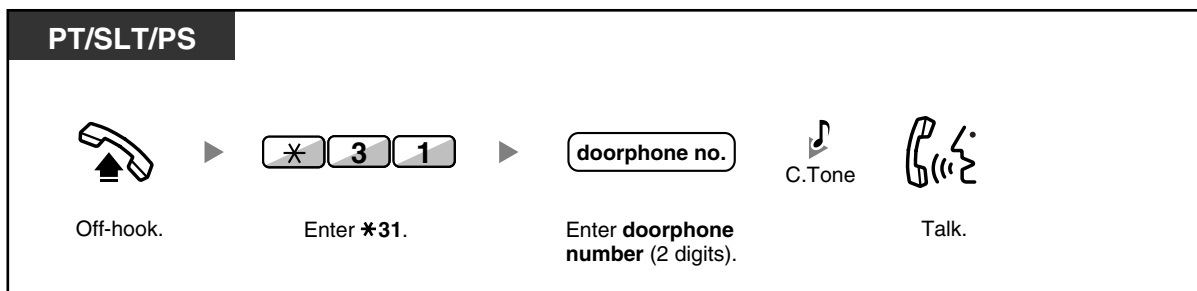 PT/SLT/PS
* 3 1
doorphone no.
C.Tone
Off-hook.
Enter *31.
Enter doorphone
number (2 digits).
Talk.